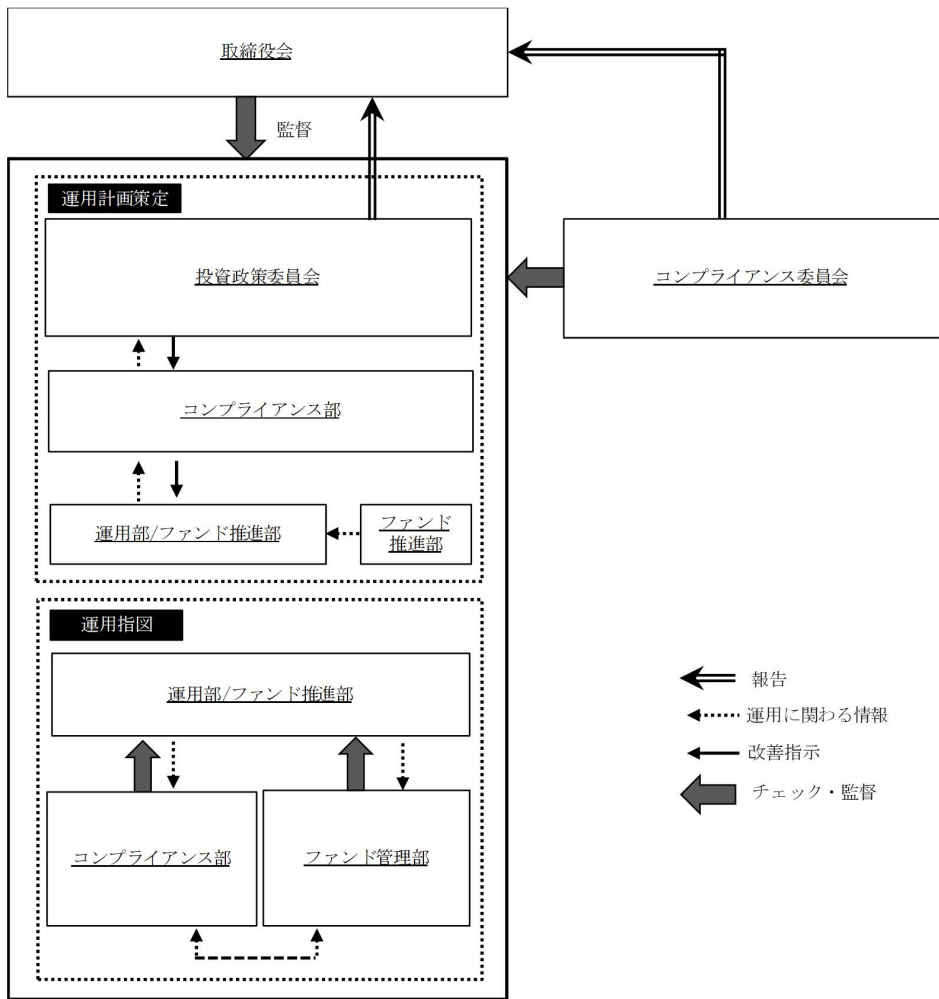 取締役会
監督
運用計画策定
投資政策委員会
コンプライアンス委員会
コンプライアンス部
運用部/ファンド推進部
ファンド
推進部
運用指図
運用部/ファンド推進部
コンプライアンス部
ファンド管理部
報告
運用に関わる情報
改善指示
チェック・監督